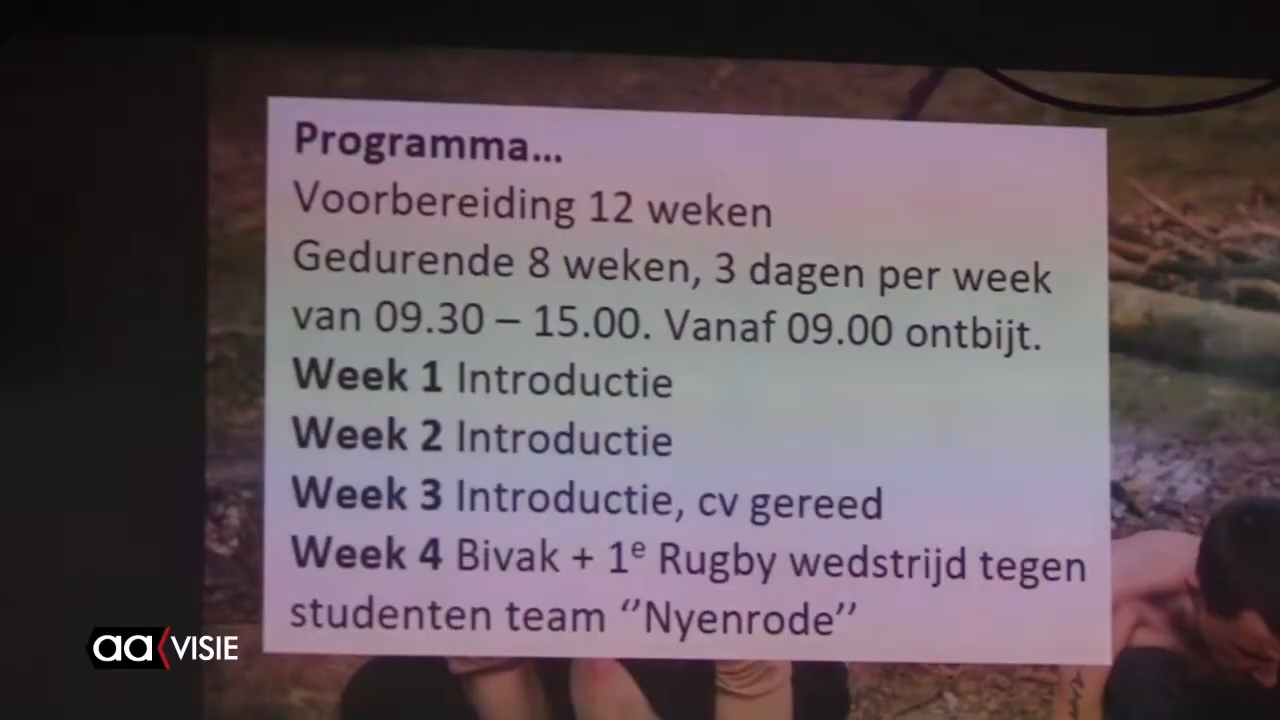 Programma...
Voorbereiding 12 weken
Gedurende 8 weken, 3 dagen per week
van 09.30 – 15.00. Vanaf 09.00 ontbijt.
Week 1 Introductie
Week 2 Introductie
Week 3 Introductie, cv gereed
Week 4 Bivak + 1e Rugby wedstrijd tegen
studenten team ‘’Nyenrode’’
aa VISIE